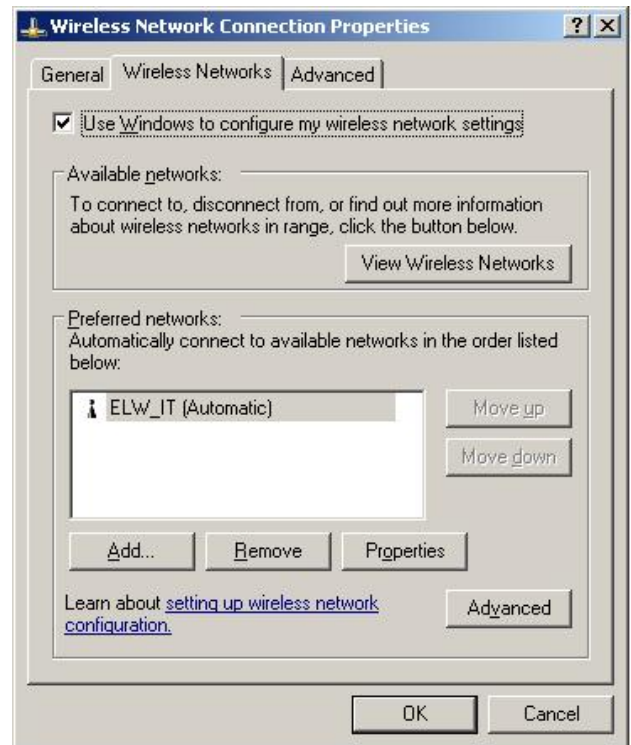 Wireless Network Connection Properties
General Wireless Networks Advanced
Use Windows to configure my wireless network settings
Available networks:
To connect to, disconnect from, or find out more information
about wireless networks in range, click the button below.
View Wireless Networks
Preferred networks:
Automatically connect to available networks in the order listed
below:
ELW_IT (Automatic)
Move up
Move down
Add... Remove Properties
Learn about setting up wireless network
configuration.
Advanced
OK Cancel